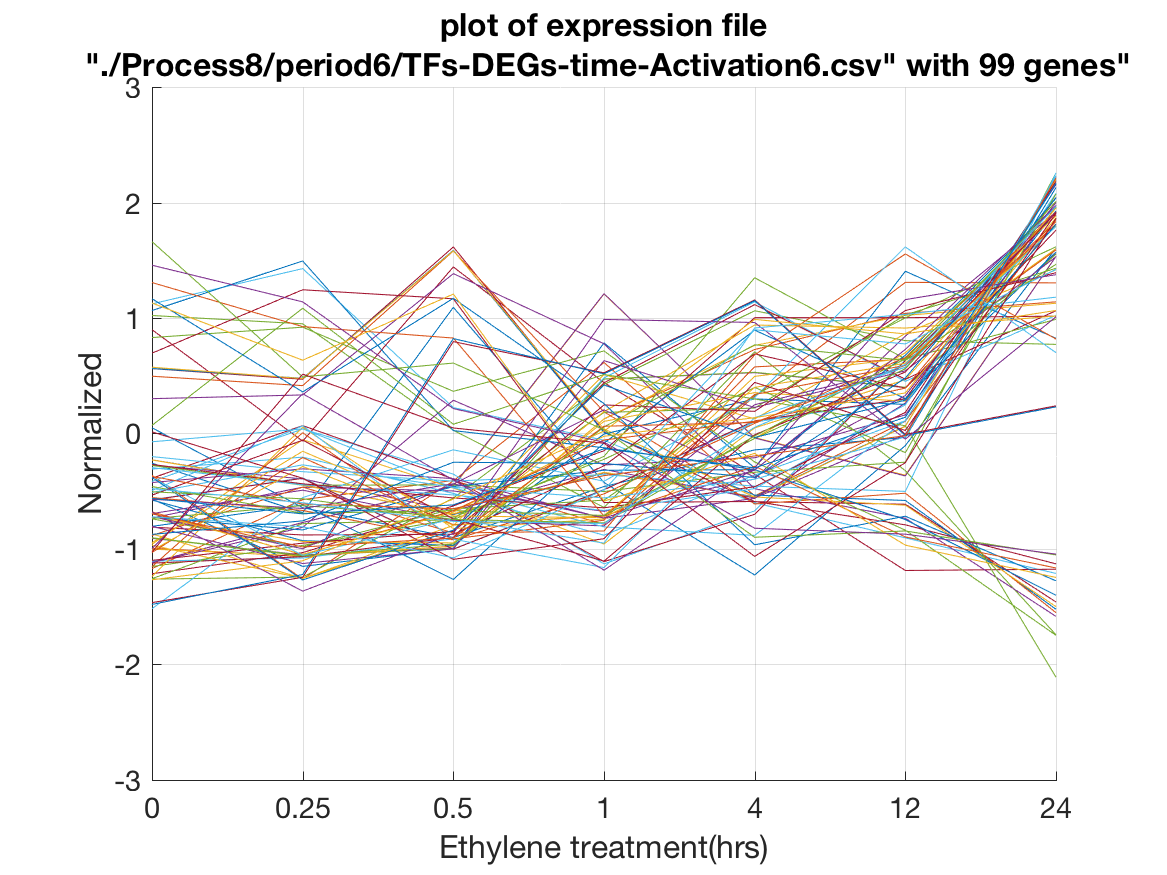 plot of expression file
"./Process8/period6/TFs-DEGs-time-Activation6.csv" with 99 genes"
3
2
1
0
-1
-2
-3
Normalized
0 0.25 0.5 1 4 12 24
Ethylene treatment(hrs)